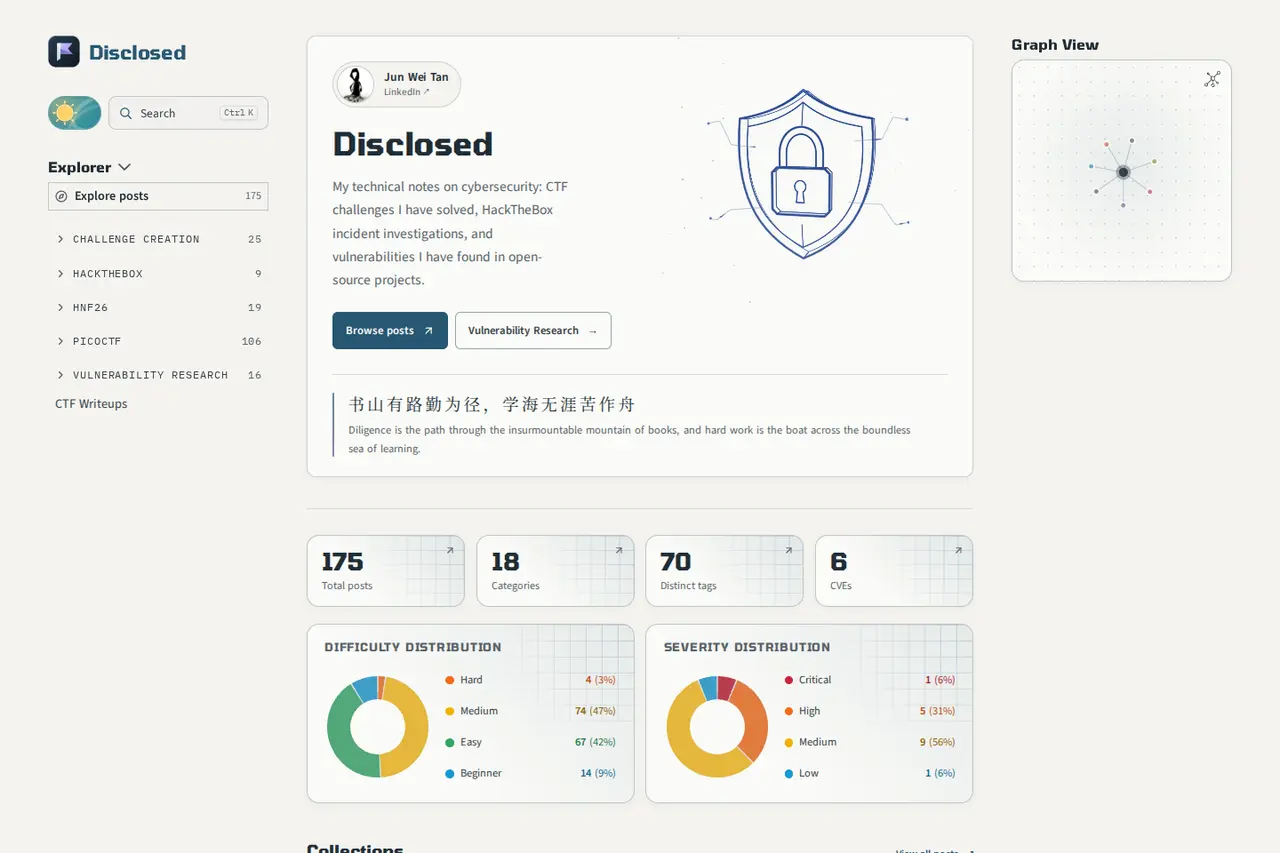 Disclosed
Search
Ctrl K
Explorer
Explore posts 175
CHALLENGE CREATION 25
HACKTHEBOX 9
HNF26 19
PICOCTF 106
VULNERABILITY RESEARCH 16
CTF Writeups
Jun Wei Tan
LinkedIn ↗
Disclosed
My technical notes on cybersecurity: CTF
challenges I have solved, HackTheBox
incident investigations, and
vulnerabilities I have found in open-
source projects.
Browse posts
Vulnerability Research →
书山有路勤为径，学海无涯苦作舟
Diligence is the path through the insurmountable mountain of books, and hard work is the boat across the boundless
sea of learning.
175
Total posts
18
Categories
70
Distinct tags
6
CVEs
DIFFICULTY DISTRIBUTION
Hard 4 (3%)
Medium 74 (47%)
Easy 67 (42%)
Beginner 14 (9%)
SEVERITY DISTRIBUTION
Critical 1 (6%)
High 5 (31%)
Medium 9 (56%)
Low 1 (6%)
Collections
View all posts
Graph View